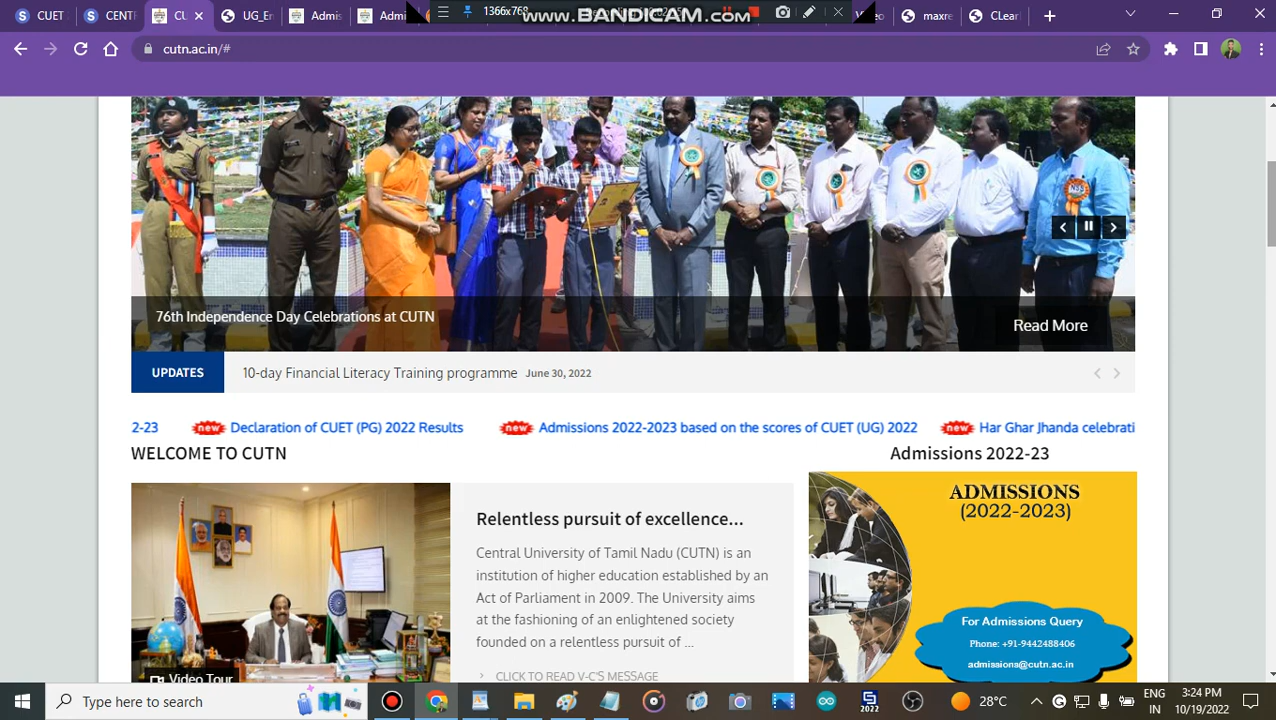 CUET
CENTR
CU
UG_En
Admis
Admi
1366x768
WWW.BANDICAM.COM
maxre
CLear
cutn.ac.in/#
76th Independence Day Celebrations at CUTN
Read More
UPDATES
10-day Financial Literacy Training programme June 30, 2022
2-23 new Declaration of CUET (PG) 2022 Results new Admissions 2022-2023 based on the scores of CUET (UG) 2022 new Har Ghar Jhanda celebrati
WELCOME TO CUTN
Admissions 2022-23
ADMISSIONS
(2022-2023)
Relentless pursuit of excellence...
Central University of Tamil Nadu (CUTN) is an
institution of higher education established by an
Act of Parliament in 2009. The University aims
at the fashioning of an enlightened society
founded on a relentless pursuit of ...
CLICK TO READ V-C'S MESSAGE
For Admissions Query
Phone: +91-9442488406
admissions@cutn.ac.in
Video Tour
Type here to search
2022
28°C
ENG
IN
3:24 PM
10/19/2022